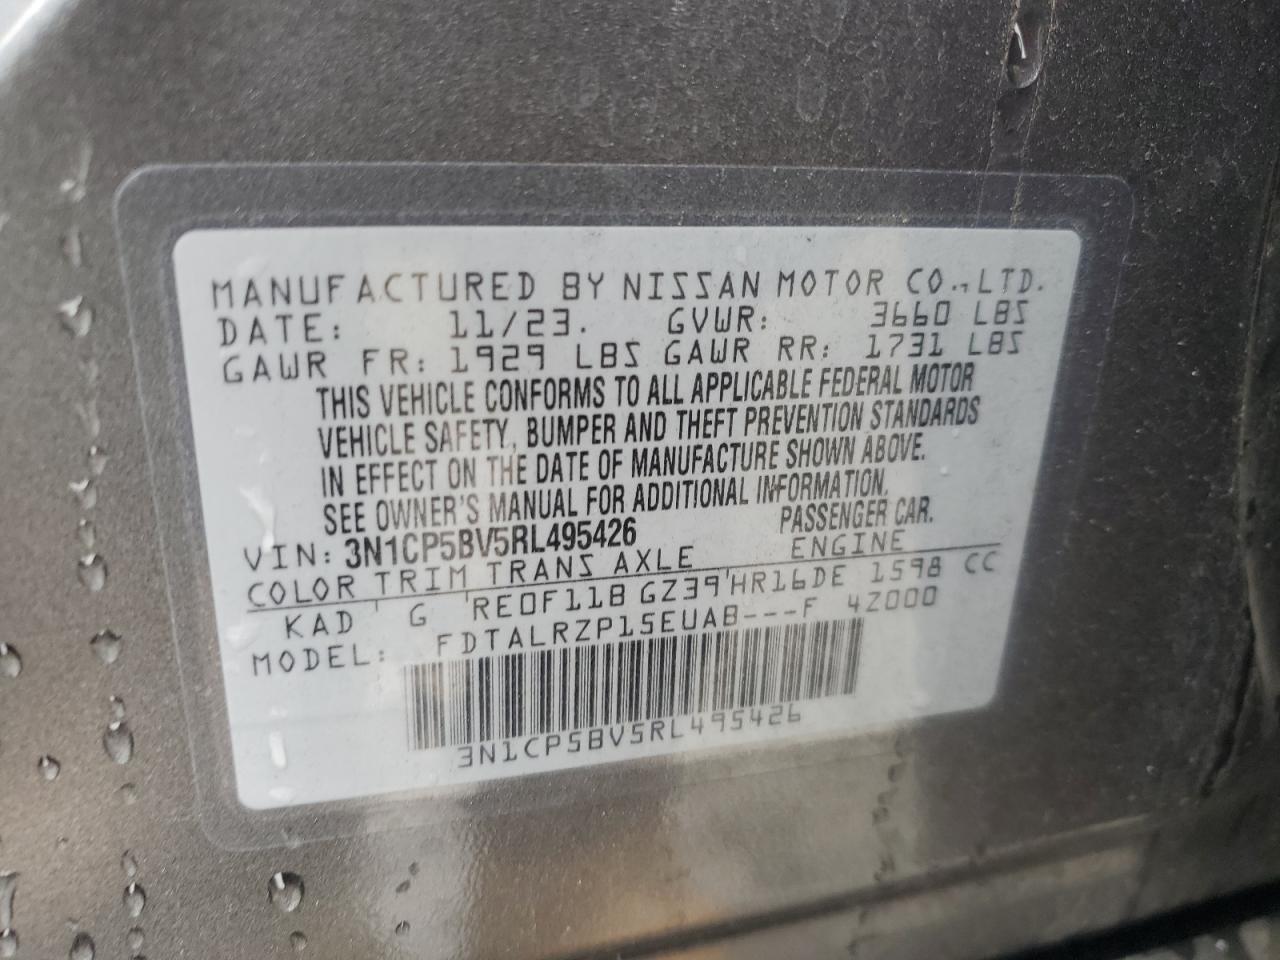 MANUFACTURED BY NISSAN MOTOR CO., LTD.
DATE: 11/23. GVWR: 3660 LBS
GAWR FR: 1929 LBS GAWR RR: 1731 LBS
THIS VEHICLE CONFORMS TO ALL APPLICABLE FEDERAL MOTOR
VEHICLE SAFETY, BUMPER AND THEFT PREVENTION STANDARDS
IN EFFECT ON THE DATE OF MANUFACTURE SHOWN ABOVE.
SEE OWNER'S MANUAL FOR ADDITIONAL INFORMATION.
VIN: 3N1CP5BV5RL495426 PASSENGER CAR.
COLOR TRIM TRANS AXLE ENGINE
KAD G RE0F11B GZ39 HR16DE 1598 CC
MODEL: FDTALRZP15EUAB---F 4Z000
3N1CP5BV5RL495426